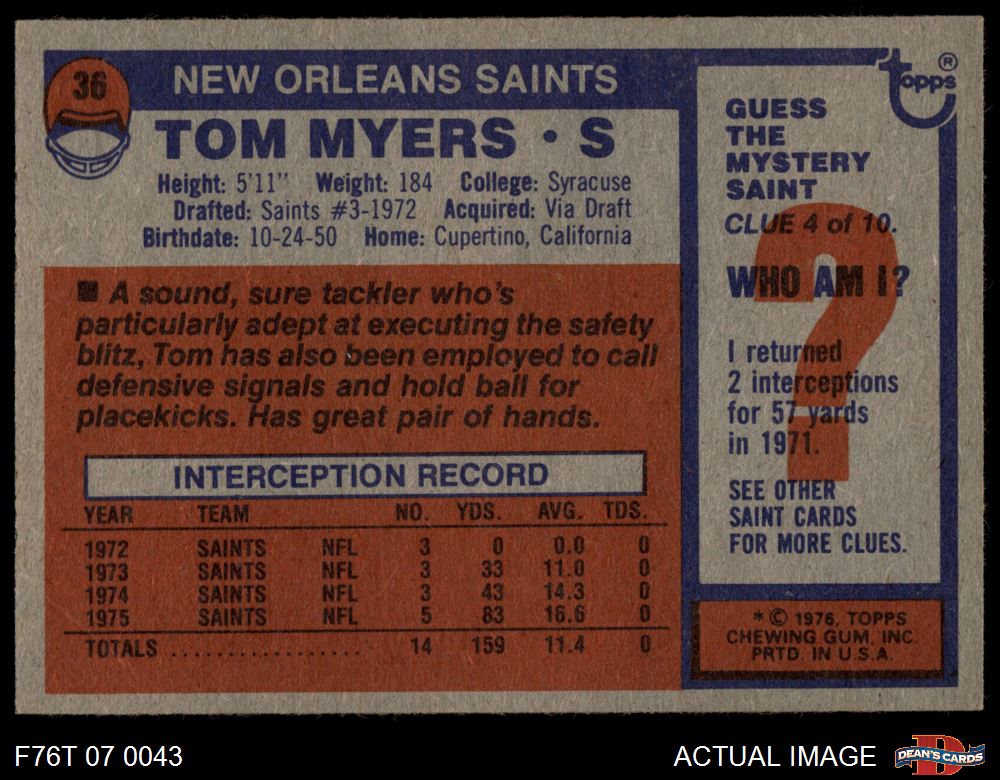 36
NEW ORLEANS SAINTS
TOM MYERS · S
Height: 5'11" Weight: 184 College: Syracuse
Drafted: Saints #3-1972 Acquired: Via Draft
Birthdate: 10-24-50 Home: Cupertino, California
■ A sound, sure tackler who's
particularly adept at executing the safety
blitz, Tom has also been employed to call
defensive signals and hold ball for
placekicks. Has great pair of hands.
INTERCEPTION RECORD
YEAR TEAM NO. YDS. AVG. TDS.
1972 SAINTS NFL 3 0 0.0 0
1973 SAINTS NFL 3 33 11.0 0
1974 SAINTS NFL 3 43 14.3 0
1975 SAINTS NFL 5 83 16.6 0
TOTALS .................. 14 159 11.4 0
topps ®
GUESS
THE
MYSTERY
SAINT
CLUE 4 of 10.
WHO AM I?
?
I returned
2 interceptions
for 57 yards
in 1971.
SEE OTHER
SAINT CARDS
FOR MORE CLUES.
* © 1976, TOPPS
CHEWING GUM, INC.
PRTD. IN U.S.A.
F76T 07 0043
ACTUAL IMAGE
D
DEAN'S CARDS